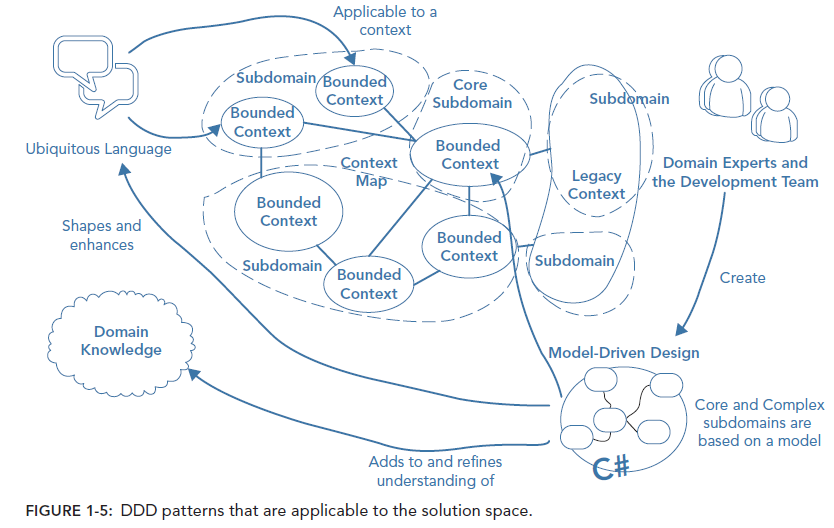 Applicable to a
context
Subdomain
Bounded
Context
Core
Subdomain
Subdomain
Bounded
Context
Ubiquitous Language
Bounded
Context
Context
Map
Legacy
Context
Domain Experts and
the Development Team
Bounded
Context
Shapes and
enhances
Bounded
Context
Subdomain
Subdomain
Bounded
Context
Create
Domain
Knowledge
Model-Driven Design
Core and Complex
subdomains are
based on a model
C#
Adds to and refines
understanding of
FIGURE 1-5: DDD patterns that are applicable to the solution space.